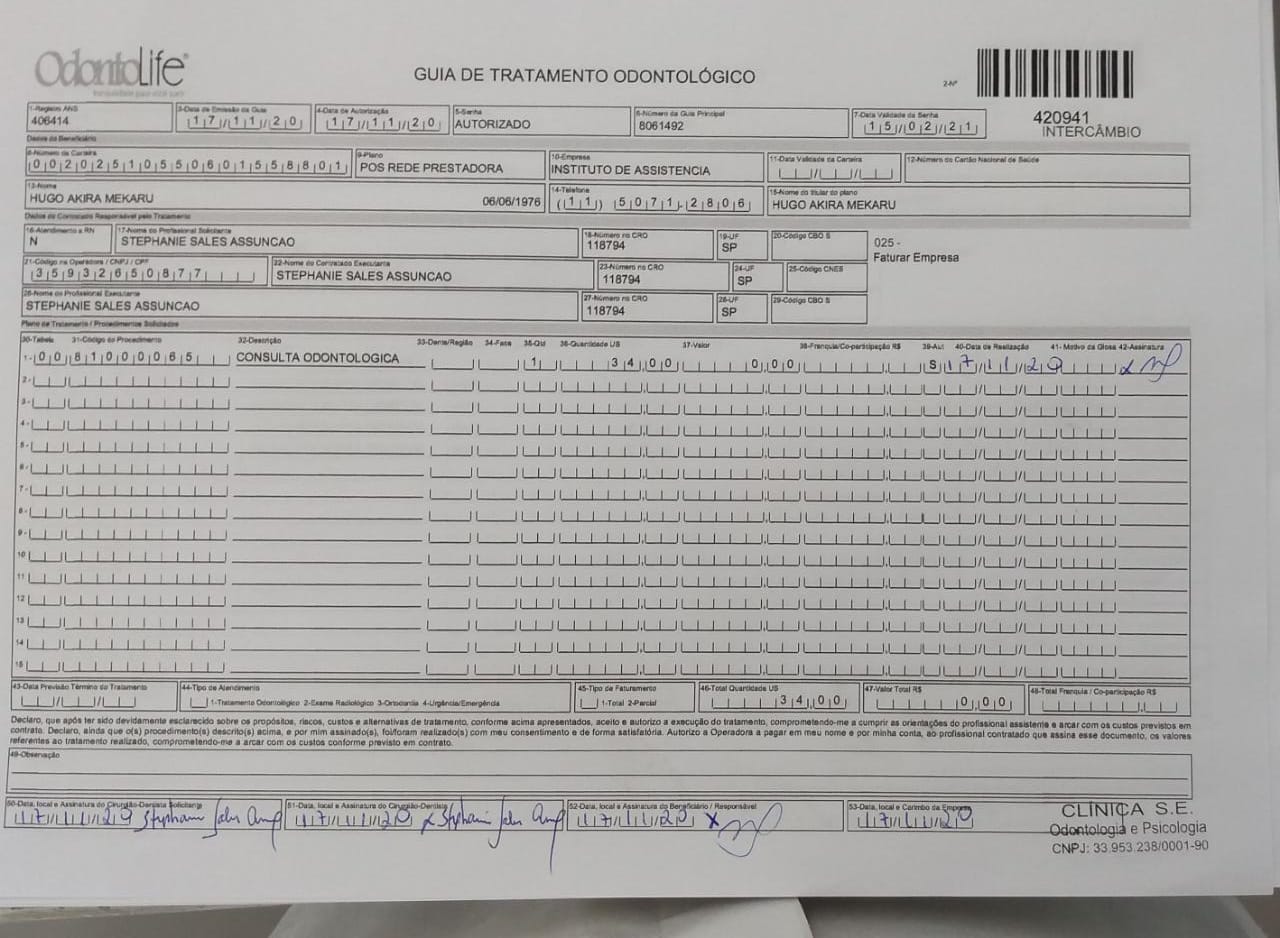 OdontoLife®
GUIA DE TRATAMENTO ODONTOLÓGICO
2-Nº
420941
INTERCÂMBIO
1-Registro ANS
406414
3-Data de Emissão da Guia
17/11/20
4-Data de Autorização
17/11/20
5-Senha
AUTORIZADO
6-Número da Guia Principal
8061492
7-Data Validade da Senha
15/02/21
Dados do Beneficiário
8-Número da Carteira
00202510550601558801
9-Plano
POS REDE PRESTADORA
10-Empresa
INSTITUTO DE ASSISTENCIA
11-Data Validade da Carteira
12-Número do Cartão Nacional de Saúde
13-Nome
HUGO AKIRA MEKARU 06/06/1976
14-Telefone
(11) 5071-2806
15-Nome do titular do plano
HUGO AKIRA MEKARU
Dados do Contratado Responsável pelo Tratamento
16-Atendimento a RN
N
17-Nome do Profissional Solicitante
STEPHANIE SALES ASSUNCAO
18-Número no CRO
118794
19-UF
SP
20-Código CBO S
025 -
Faturar Empresa
21-Código na Operadora / CNPJ / CPF
35932650877
22-Nome do Contratado Executante
STEPHANIE SALES ASSUNCAO
23-Número no CRO
118794
24-UF
SP
25-Código CNES
26-Nome do Profissional Executante
STEPHANIE SALES ASSUNCAO
27-Número no CRO
118794
28-UF
SP
29-Código CBO S
Plano de Tratamento / Procedimentos Solicitados
30-Tabela 31-Código do Procedimento 32-Descrição 33-Dente/Região 34-Face 35-Qtd 36-Quantidade US 37-Valor 38-Franquia/Co-participação R$ 39-Aut 40-Data de Realização 41- Motivo da Glosa 42-Assinatura
1- 00 81000065 CONSULTA ODONTOLOGICA 1 34,00 0,00 S 17/11/20 x
2-
3-
4-
5-
6-
7-
8-
9-
10
11
12
13
14
15
43-Data Previsão Término do Tratamento
44-Tipo de Atendimento
1-Tratamento Odontológico 2-Exame Radiológico 3-Ortodontia 4-Urgência/Emergência
45-Tipo de Faturamento
1-Total 2-Parcial
46-Total Quantidade US
34,00
47-Valor Total R$
0,00
48-Total Franquia / Co-participação R$
Declaro, que após ter sido devidamente esclarecido sobre os propósitos, riscos, custos e alternativas de tratamento, conforme acima apresentados, aceito e autorizo a execução do tratamento, comprometendo-me a cumprir as orientações do profissional assistente e arcar com os custos previstos em
contrato. Declaro, ainda que o(s) procedimento(s) descrito(s) acima, e por mim assinado(s), foi/foram realizado(s) com meu consentimento e de forma satisfatória. Autorizo a Operadora a pagar em meu nome e por minha conta, ao profissional contratado que assina esse documento, os valores
referentes ao tratamento realizado, comprometendo-me a arcar com os custos conforme previsto em contrato.
49-Observação
50-Data, local e Assinatura do Cirurgião-Dentista Solicitante
17/11/20
51-Data, local e Assinatura do Cirurgião-Dentista
17/11/20 x
52-Data, local e Assinatura do Beneficiário / Responsável
17/11/20 x
53-Data, local e Carimbo da Empresa
17/11/20
CLÍNICA S.E.
Odontologia e Psicologia
CNPJ: 33.953.238/0001-90